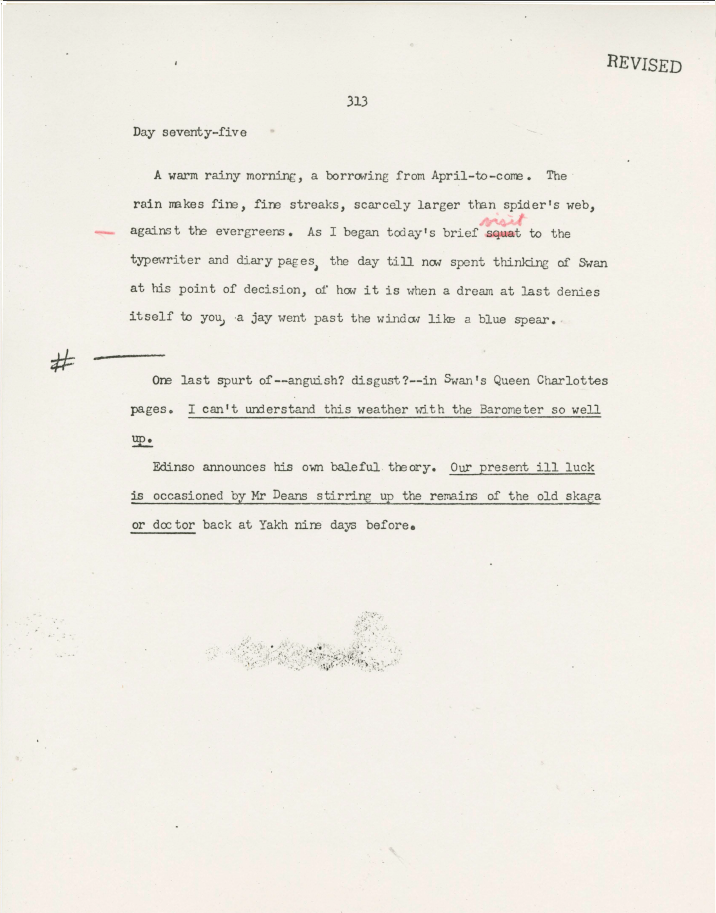 REVISED
313
Day seventy-five
A warm rainy morning, a borrowing from April-to-come. The
rain makes fine, fine streaks, scarcely larger than spider's web,
visit
against the evergreens. As I began today's brief squat to the
typewriter and diary pages, the day till now spent thinking of Swan
at his point of decision, of how it is when a dream at last denies
itself to you, a jay went past the window like a blue spear.
#
One last spurt of--anguish? disgust?--in Swan's Queen Charlottes
pages. I can't understand this weather with the Barometer so well
up.
Edinso announces his own baleful theory. Our present ill luck
is occasioned by Mr Deans stirring up the remains of the old skaga
or doctor back at Yakh nine days before.